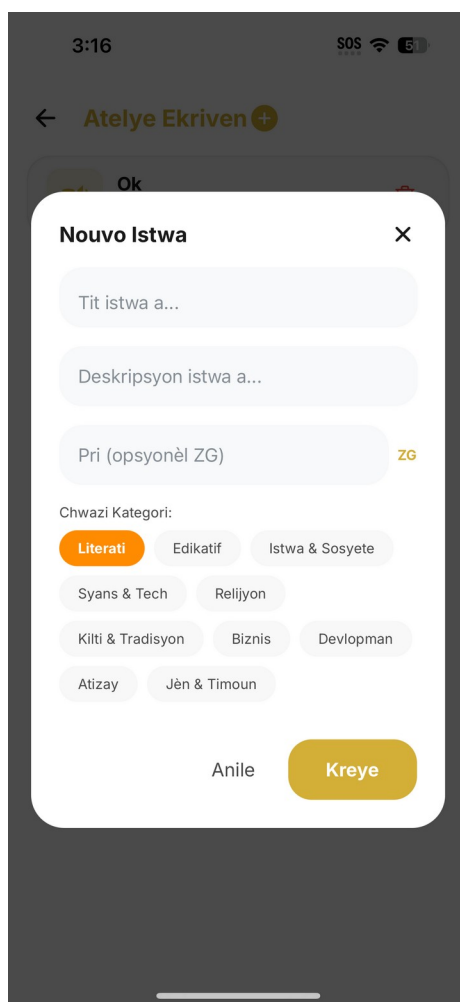 3:16 SOS 51
Atelye Ekriven
Ok
Nouvo Istwa
Tit istwa a...
Deskripsyon istwa a...
Pri (opsyonèl ZG) ZG
Chwazi Kategori:
Literati Edikatif Istwa & Sosyete
Syans & Tech Relijyon
Kilti & Tradisyon Biznis Devlopman
Atizay Jèn & Timoun
Anile Kreye